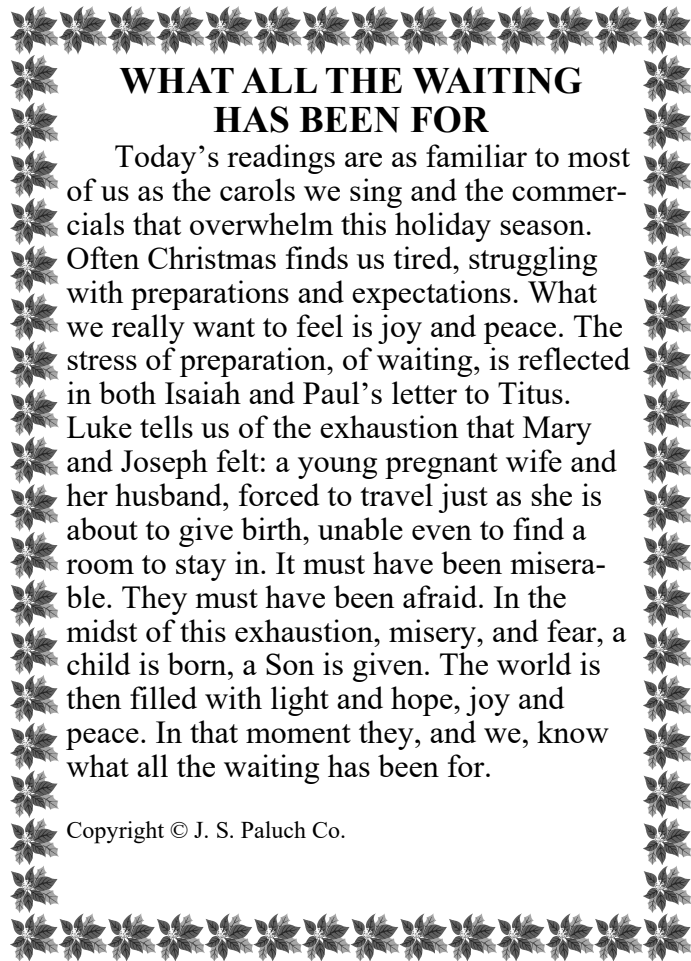 WHAT ALL THE WAITING
HAS BEEN FOR
Today’s readings are as familiar to most
of us as the carols we sing and the commer-
cials that overwhelm this holiday season.
Often Christmas finds us tired, struggling
with preparations and expectations. What
we really want to feel is joy and peace. The
stress of preparation, of waiting, is reflected
in both Isaiah and Paul’s letter to Titus.
Luke tells us of the exhaustion that Mary
and Joseph felt: a young pregnant wife and
her husband, forced to travel just as she is
about to give birth, unable even to find a
room to stay in. It must have been misera-
ble. They must have been afraid. In the
midst of this exhaustion, misery, and fear, a
child is born, a Son is given. The world is
then filled with light and hope, joy and
peace. In that moment they, and we, know
what all the waiting has been for.
Copyright © J. S. Paluch Co.